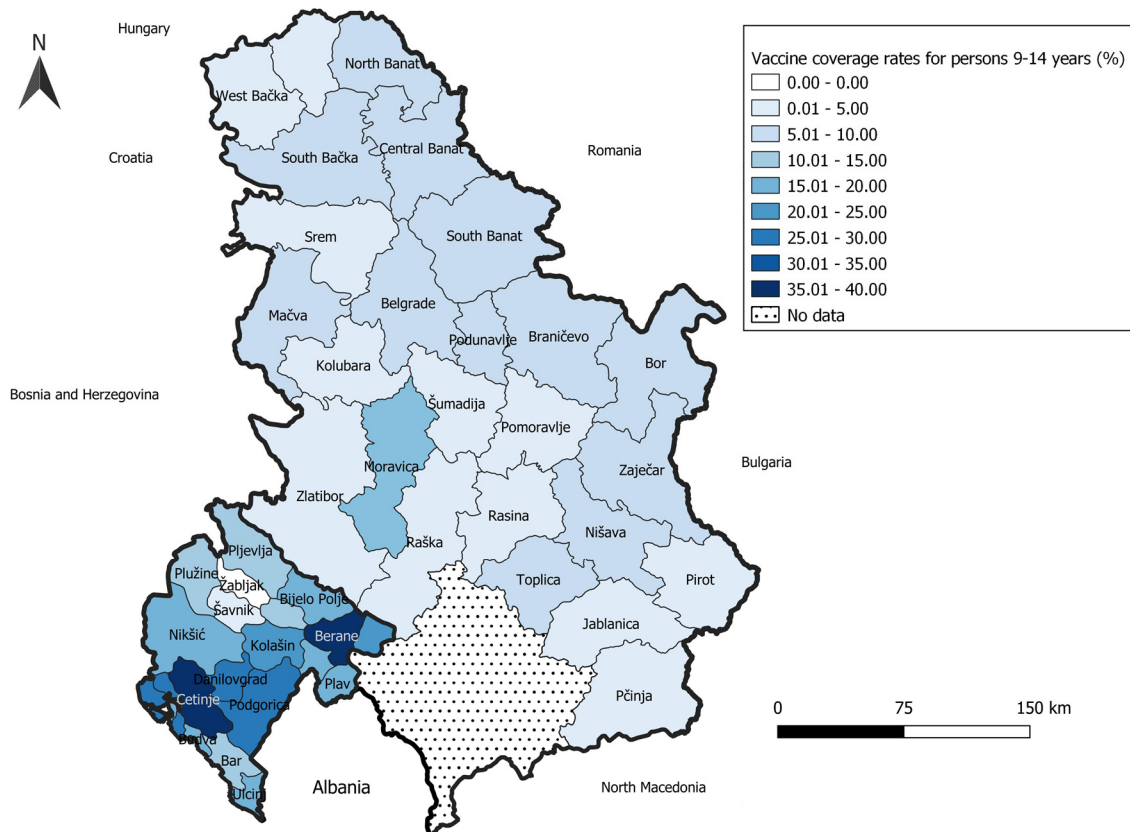 Hungary
N
North Banat
West Bačka
Croatia
South Bačka
Central Banat
Romania
Srem
South Banat
Mačva
Belgrade
Podunavlje
Braničevo
Bor
Kolubara
Bosnia and Herzegovina
Šumadija
Pomoravlje
Moravica
Zaječar
Bulgaria
Zlatibor
Rasina
Nišava
Raška
Pljevlja
Plužine
Žabljak
Toplica
Pirot
Bijelo Polje
Šavnik
Jablanica
Nikšić
Kolašin
Berane
Danilovgrad
Plav
Pčinja
Cetinje
Podgorica
Budva
Bar
Ulcinj
Albania
North Macedonia
Vaccine coverage rates for persons 9-14 years (%)
0.00 - 0.00
0.01 - 5.00
5.01 - 10.00
10.01 - 15.00
15.01 - 20.00
20.01 - 25.00
25.01 - 30.00
30.01 - 35.00
35.01 - 40.00
No data
0 75 150 km